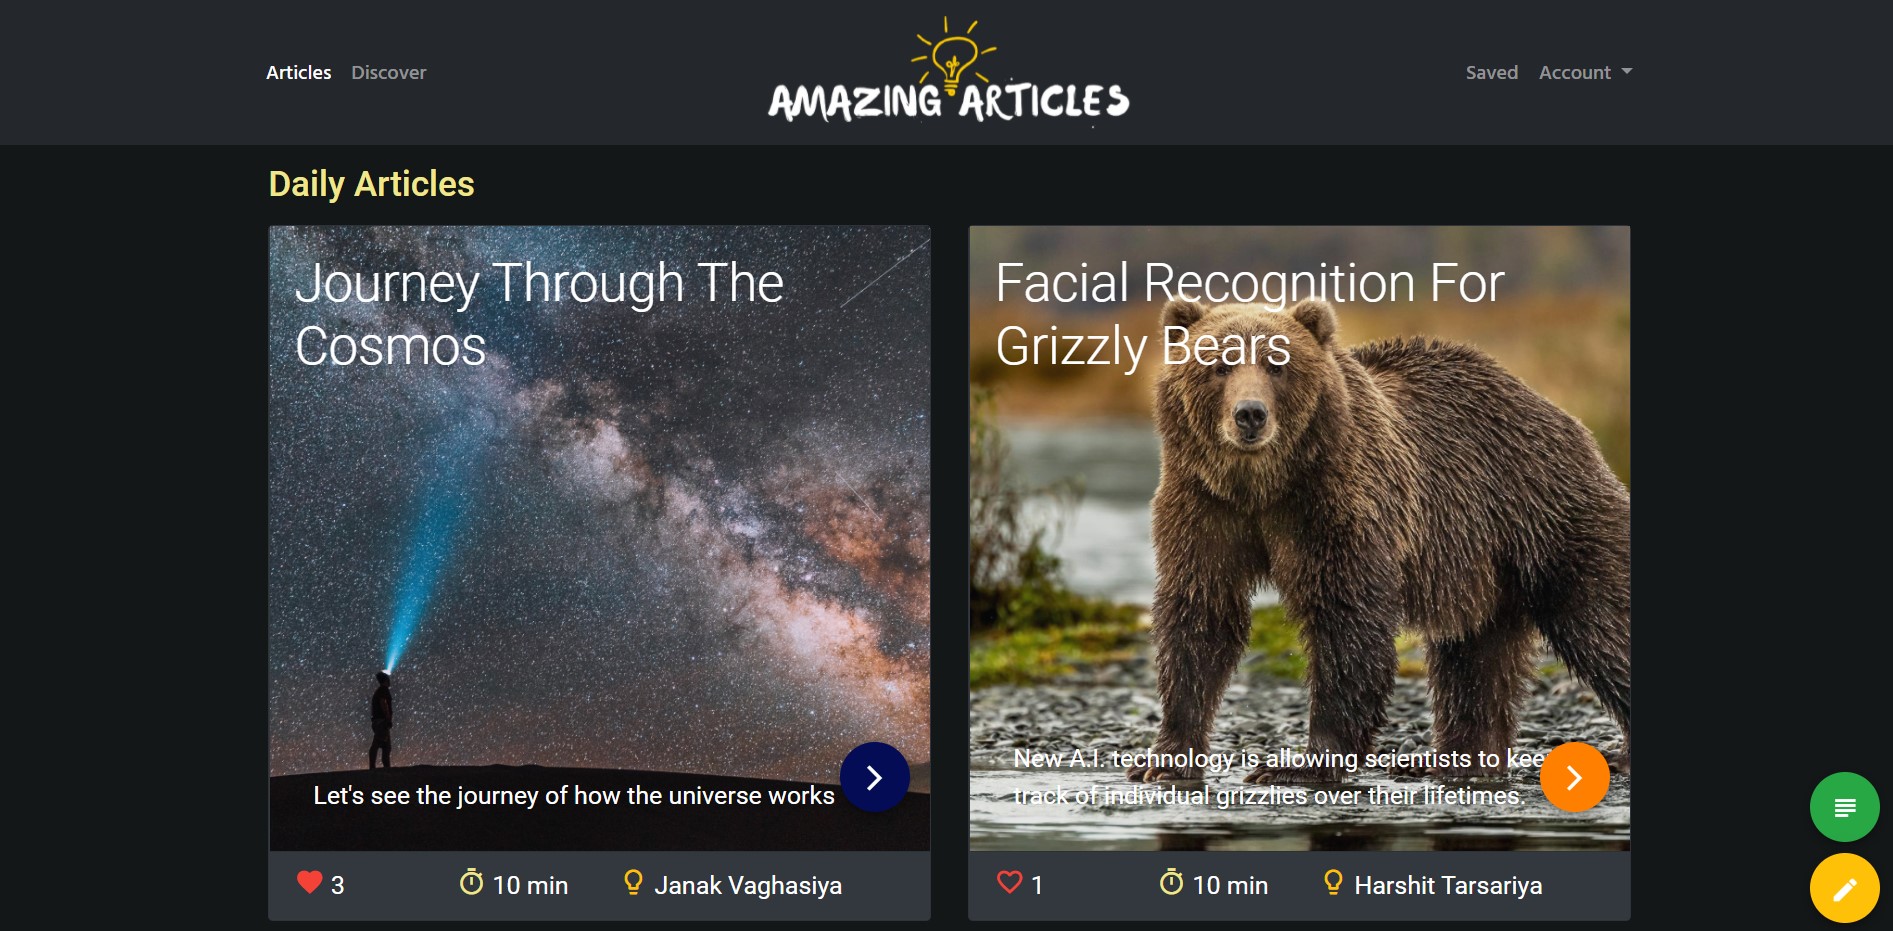 Articles Discover
AMAZING ARTICLES
Saved Account
Daily Articles
Journey Through The
Cosmos
Let's see the journey of how the universe works
3 10 min Janak Vaghasiya
Facial Recognition For
Grizzly Bears
New A.I. technology is allowing scientists to kee
track of individual grizzlies over their lifetimes.
1 10 min Harshit Tarsariya